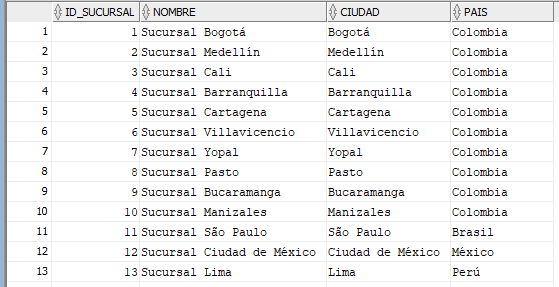 ID_SUCURSAL NOMBRE CIUDAD PAIS
1 1 Sucursal Bogotá Bogotá Colombia
2 2 Sucursal Medellín Medellín Colombia
3 3 Sucursal Cali Cali Colombia
4 4 Sucursal Barranquilla Barranquilla Colombia
5 5 Sucursal Cartagena Cartagena Colombia
6 6 Sucursal Villavicencio Villavicencio Colombia
7 7 Sucursal Yopal Yopal Colombia
8 8 Sucursal Pasto Pasto Colombia
9 9 Sucursal Bucaramanga Bucaramanga Colombia
10 10 Sucursal Manizales Manizales Colombia
11 11 Sucursal São Paulo São Paulo Brasil
12 12 Sucursal Ciudad de México Ciudad de México México
13 13 Sucursal Lima Lima Perú